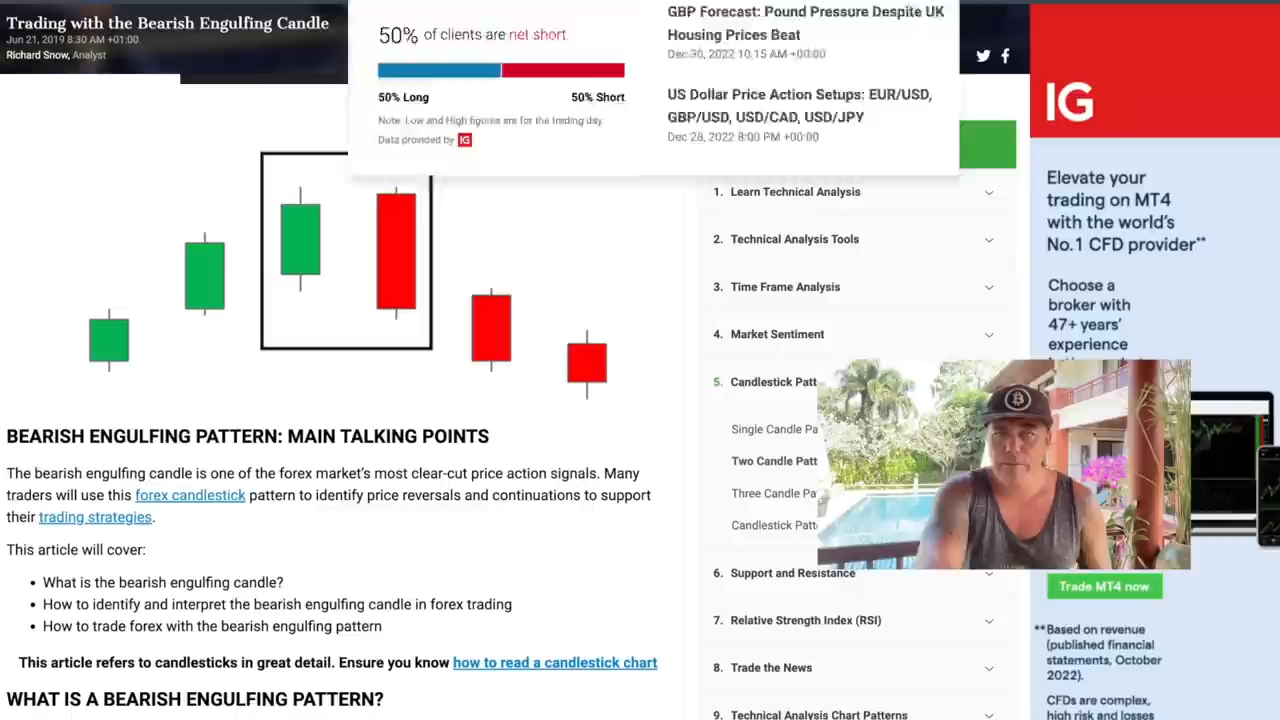 Trading with the Bearish Engulfing Candle
Jun 21, 2019 8:30 AM +01:00
Richard Snow, Analyst
50% of clients are net short.
50% Long
50% Short
Note: Low and High figures are for the trading day.
Data provided by IG
GBP Forecast: Pound Pressure Despite UK
Housing Prices Beat
Dec 30, 2022 10:15 AM +00:00
US Dollar Price Action Setups: EUR/USD,
GBP/USD, USD/CAD, USD/JPY
Dec 28, 2022 8:00 PM +00:00
BEARISH ENGULFING PATTERN: MAIN TALKING POINTS
The bearish engulfing candle is one of the forex market's most clear-cut price action signals. Many
traders will use this forex candlestick pattern to identify price reversals and continuations to support
their trading strategies.
This article will cover:
• What is the bearish engulfing candle?
• How to identify and interpret the bearish engulfing candle in forex trading
• How to trade forex with the bearish engulfing pattern
This article refers to candlesticks in great detail. Ensure you know how to read a candlestick chart
WHAT IS A BEARISH ENGULFING PATTERN?
1. Learn Technical Analysis
2. Technical Analysis Tools
3. Time Frame Analysis
4. Market Sentiment
5. Candlestick Patt
Single Candle Pa
Two Candle Patt
Three Candle Pa
Candlestick Patt
6. Support and Resistance
7. Relative Strength Index (RSI)
8. Trade the News
9. Technical Analysis Chart Patterns
IG
Elevate your
trading on MT4
with the world's
No.1 CFD provider**
Choose a
broker with
47+ years'
experience
Trade MT4 now
**Based on revenue
(published financial
statements, October
2022).
CFDs are complex,
high risk and losses